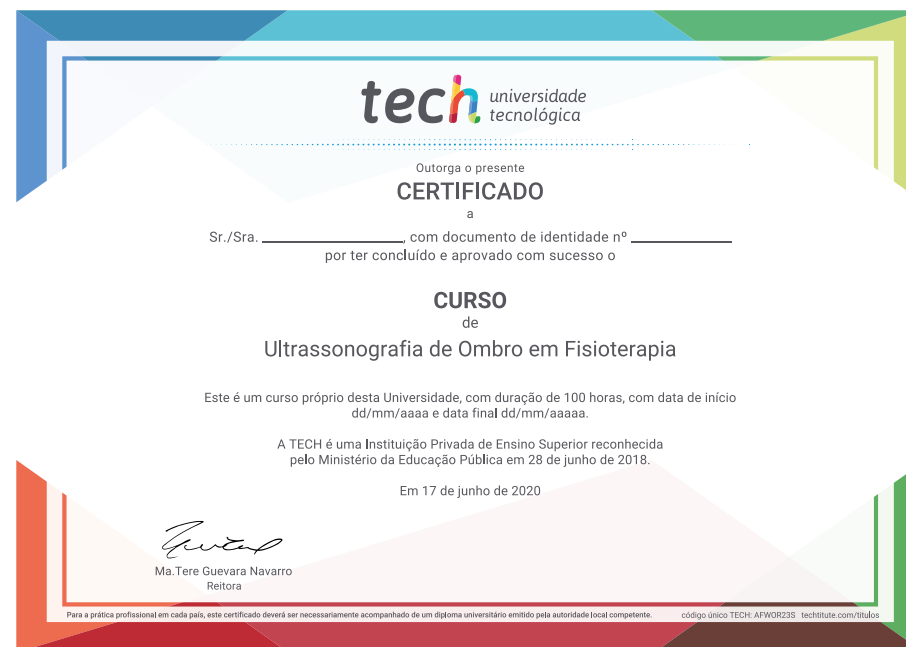 tech universidade
tecnológica
Outorga o presente
CERTIFICADO
a
Sr./Sra. ____________, com documento de identidade nº ____________
por ter concluído e aprovado com sucesso o
CURSO
de
Ultrassonografia de Ombro em Fisioterapia
Este é um curso próprio desta Universidade, com duração de 100 horas, com data de início
dd/mm/aaaa e data final dd/mm/aaaaa.
A TECH é uma Instituição Privada de Ensino Superior reconhecida
pelo Ministério da Educação Pública em 28 de junho de 2018.
Em 17 de junho de 2020
Ma.Tere Guevara Navarro
Reitora
Para a prática profissional em cada país, este certificado deverá ser necessariamente acompanhado de um diploma universitário emitido pela autoridade local competente. código único TECH: AFWOR23S techtitute.com/titulos